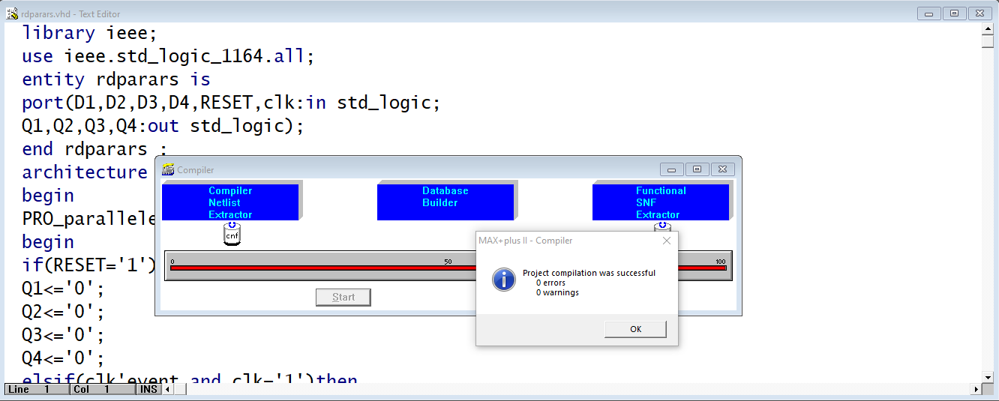 rdparars.vhd - Text Editor
library ieee;
use ieee.std_logic_1164.all;
entity rdparars is
port(D1,D2,D3,D4,RESET,clk:in std_logic;
Q1,Q2,Q3,Q4:out std_logic);
end rdparars ;
architecture
begin
PRO_parallele
begin
if(RESET='1')
Q1<='0';
Q2<='0';
Q3<='0';
Q4<='0';
elsif(clk'event and clk='1')then
Compiler
Compiler
Netlist
Extractor
Database
Builder
Functional
SNF
Extractor
cnf
0
50
100
Start
MAX+plus II - Compiler
Project compilation was successful
0 errors
0 warnings
OK
Line 1 Col 1 INS